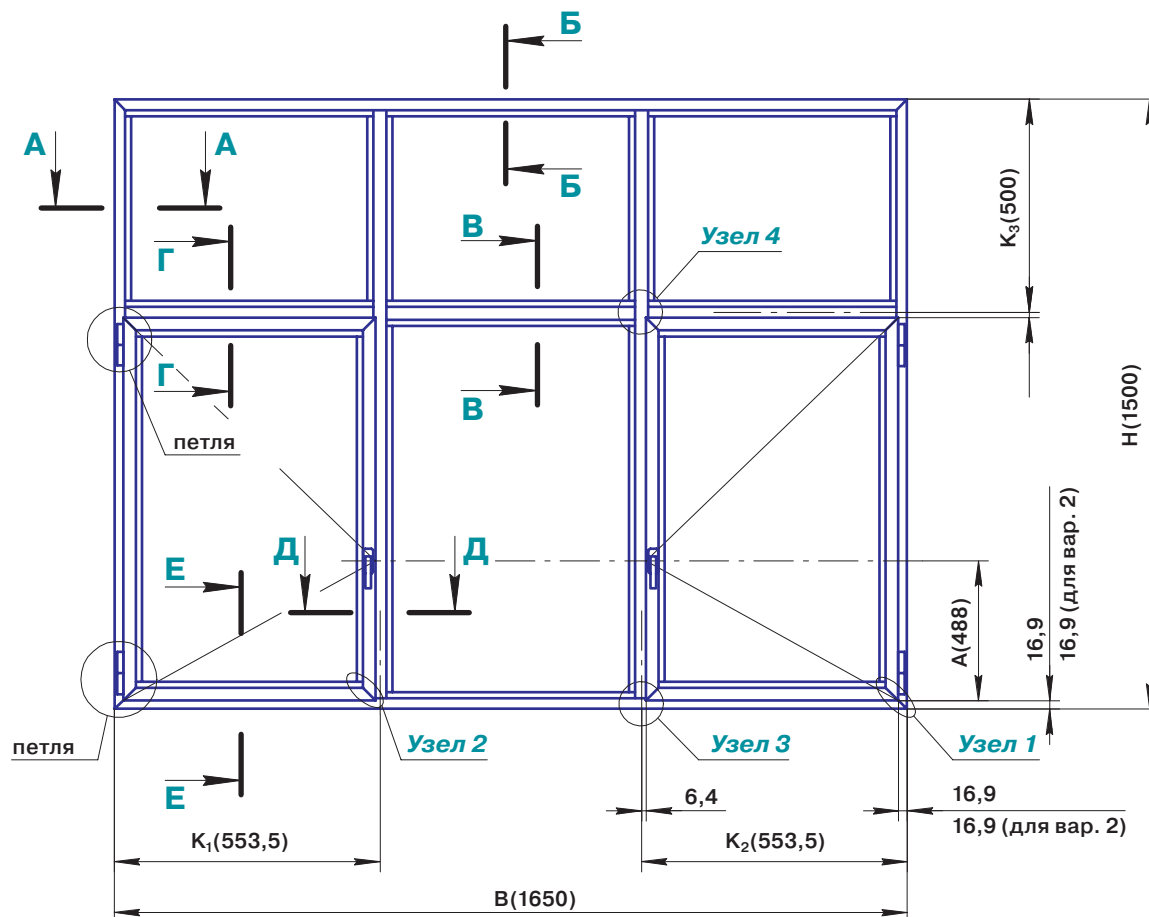 Б
А
А
Б
Г
В
Узел 4
K₃(500)
H(1500)
Г
В
петля
Е
Д
Д
A(488)
16,9
16,9 (для вар. 2)
петля
Узел 2
Узел 3
Узел 1
Е
6,4
16,9
16,9 (для вар. 2)
K₁(553,5)
K₂(553,5)
B(1650)